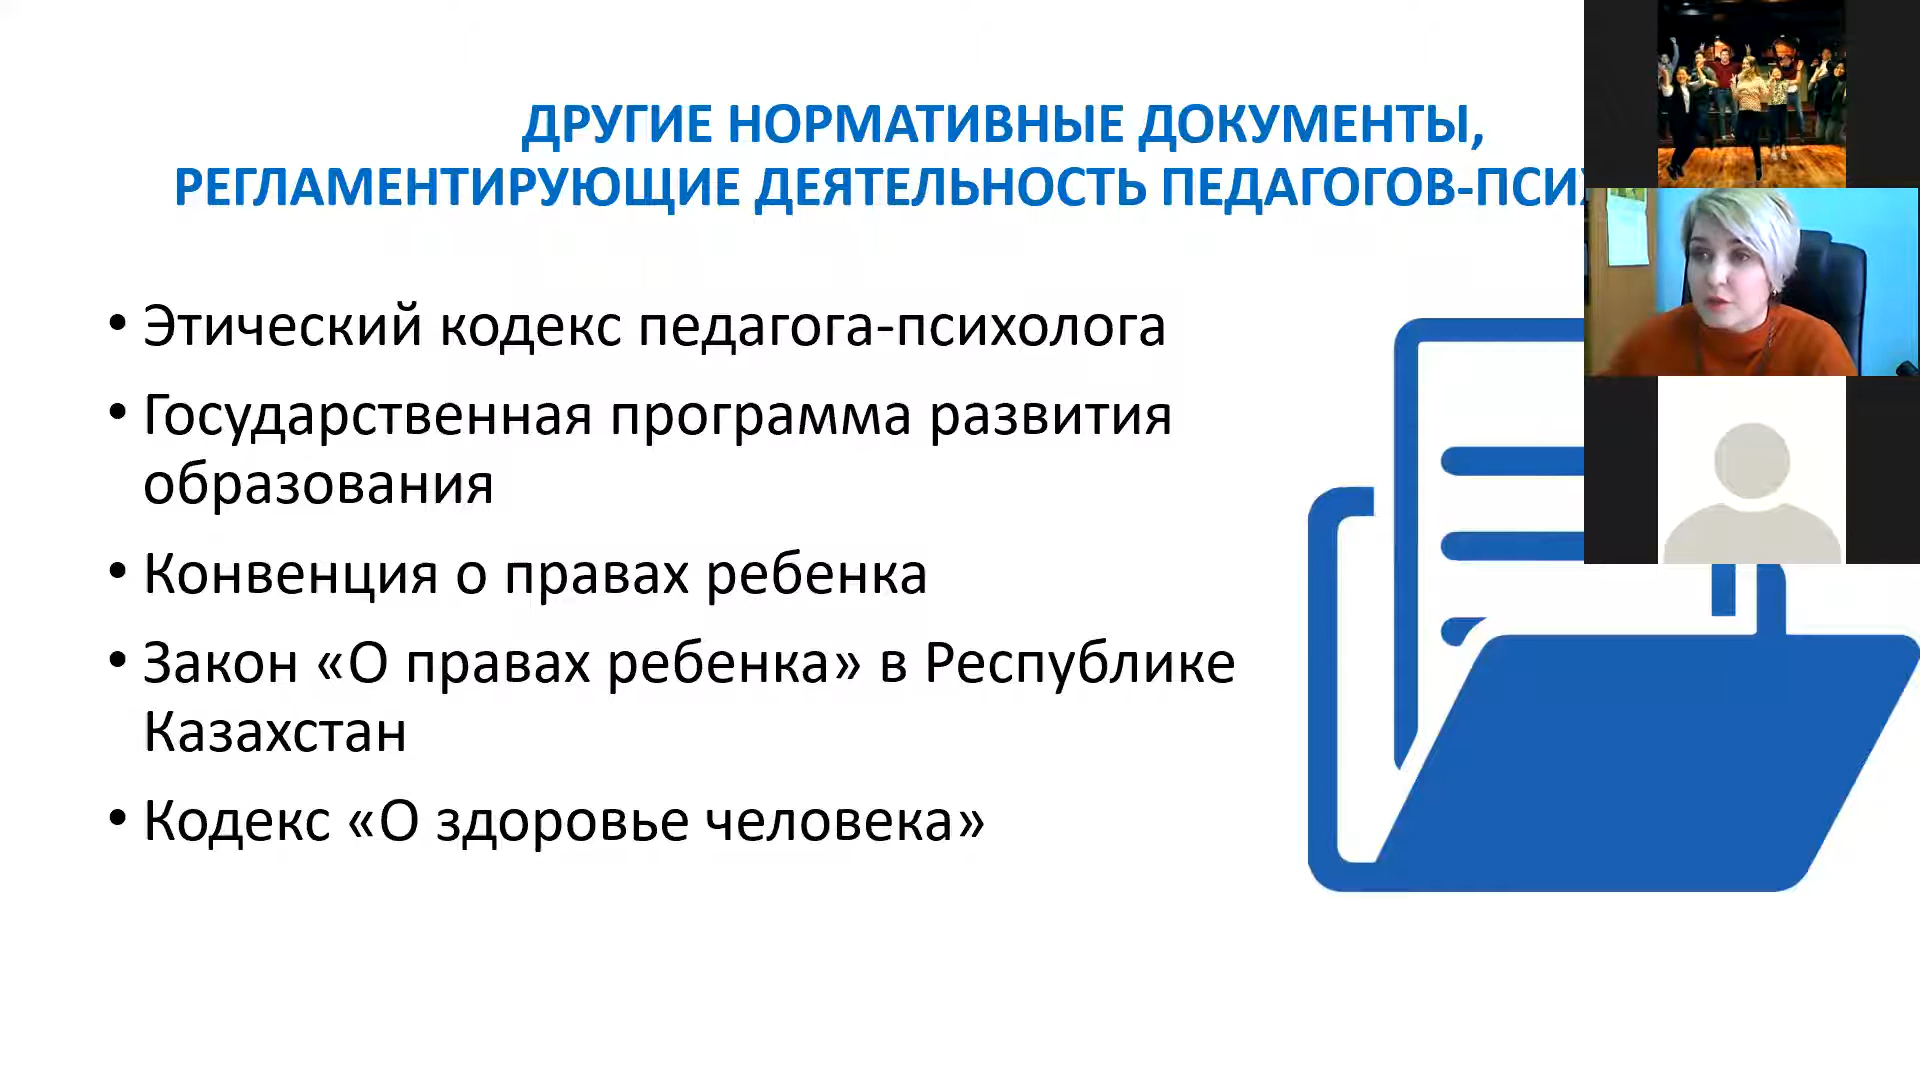 ДРУГИЕ НОРМАТИВНЫЕ ДОКУМЕНТЫ,
РЕГЛАМЕНТИРУЮЩИЕ ДЕЯТЕЛЬНОСТЬ ПЕДАГОГОВ-ПСИ
• Этический кодекс педагога-психолога
• Государственная программа развития
образования
• Конвенция о правах ребенка
• Закон «О правах ребенка» в Республике
Казахстан
• Кодекс «О здоровье человека»